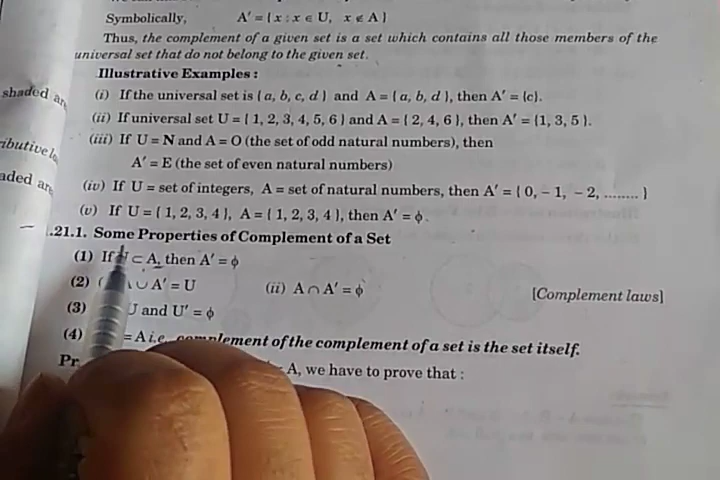 Symbolically, A′ = { x : x ∈ U, x ∉ A }
Thus, the complement of a given set is a set which contains all those members of the
universal set that do not belong to the given set.
Illustrative Examples :
(i) If the universal set is { a, b, c, d } and A = { a, b, d }, then A′ = {c}.
(ii) If universal set U = { 1, 2, 3, 4, 5, 6 } and A = { 2, 4, 6 }, then A′ = {1, 3, 5 }.
(iii) If U = N and A = O (the set of odd natural numbers), then
A′ = E (the set of even natural numbers)
(iv) If U = set of integers, A = set of natural numbers, then A′ = { 0, – 1, – 2, ........ }
(v) If U = { 1, 2, 3, 4 }, A = { 1, 2, 3, 4 }, then A′ = ϕ.
.21.1. Some Properties of Complement of a Set
(1) If U ⊂ A, then A′ = ϕ
(2) ∪ A′ = U (ii) A ∩ A′ = ϕ [Complement laws]
(3) U and U′ = ϕ
(4) = A i.e. complement of the complement of a set is the set itself.
A, we have to prove that :
shaded